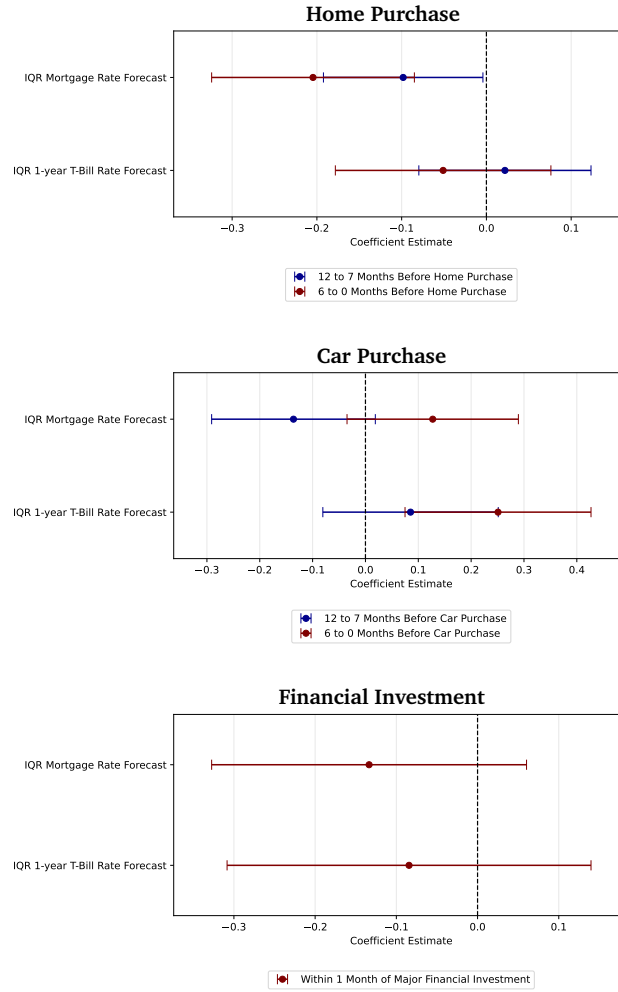 Home Purchase
IQR Mortgage Rate Forecast
IQR 1-year T-Bill Rate Forecast
−0.3 −0.2 −0.1 0.0 0.1
Coefficient Estimate
12 to 7 Months Before Home Purchase
6 to 0 Months Before Home Purchase
Car Purchase
IQR Mortgage Rate Forecast
IQR 1-year T-Bill Rate Forecast
−0.3 −0.2 −0.1 0.0 0.1 0.2 0.3 0.4
Coefficient Estimate
12 to 7 Months Before Car Purchase
6 to 0 Months Before Car Purchase
Financial Investment
IQR Mortgage Rate Forecast
IQR 1-year T-Bill Rate Forecast
−0.3 −0.2 −0.1 0.0 0.1
Coefficient Estimate
Within 1 Month of Major Financial Investment